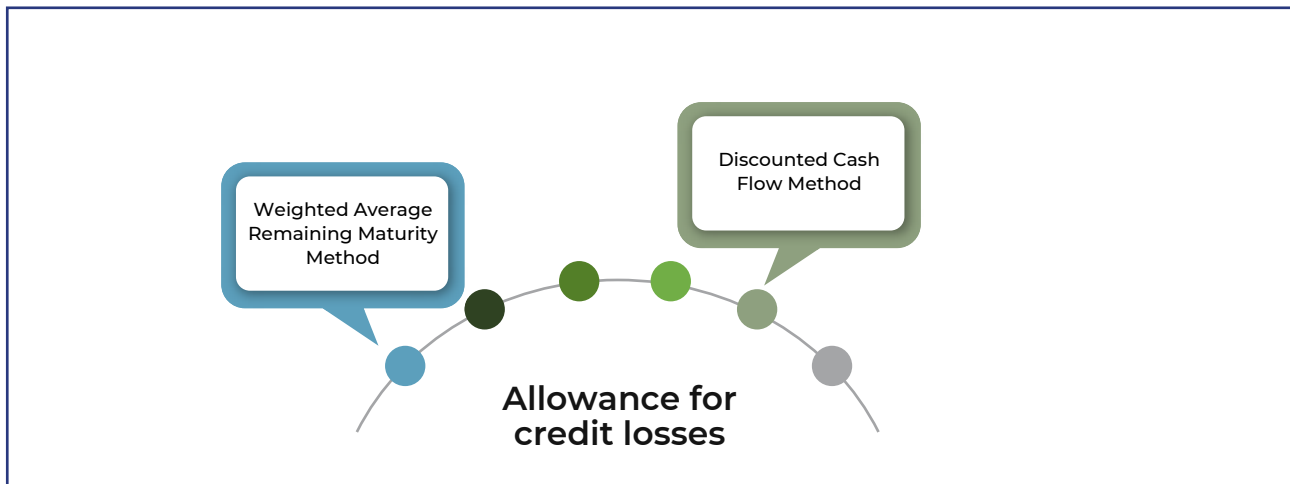 Weighted Average
Remaining Maturity
Method
Discounted Cash
Flow Method
Allowance for
credit losses